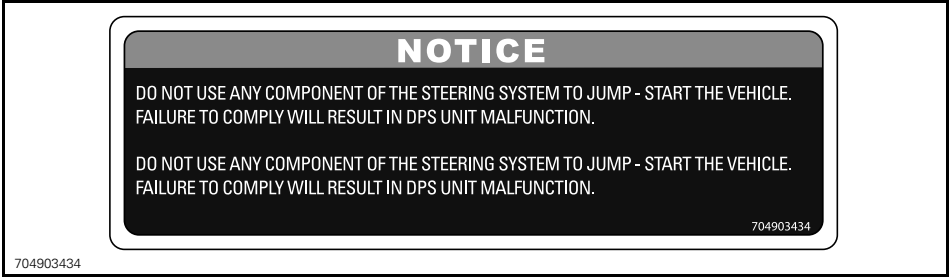 NOTICE
DO NOT USE ANY COMPONENT OF THE STEERING SYSTEM TO JUMP - START THE VEHICLE.
FAILURE TO COMPLY WILL RESULT IN DPS UNIT MALFUNCTION.
DO NOT USE ANY COMPONENT OF THE STEERING SYSTEM TO JUMP - START THE VEHICLE.
FAILURE TO COMPLY WILL RESULT IN DPS UNIT MALFUNCTION.
704903434
704903434